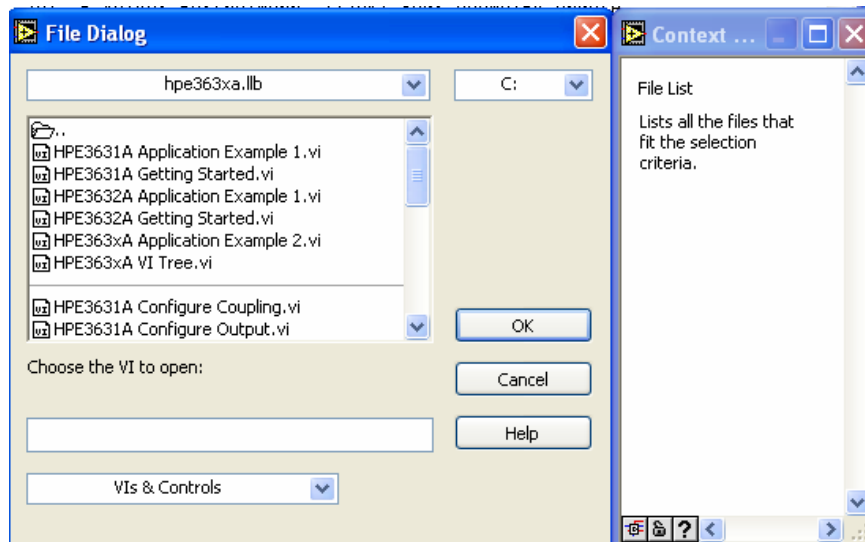 File Dialog
hpe363xa.llb
C:
..
HPE3631A Application Example 1.vi
HPE3631A Getting Started.vi
HPE3632A Application Example 1.vi
HPE3632A Getting Started.vi
HPE363xA Application Example 2.vi
HPE363xA VI Tree.vi
HPE3631A Configure Coupling.vi
HPE3631A Configure Output.vi
Choose the VI to open:
OK
Cancel
Help
VIs & Controls
Context ...
File List
Lists all the files that
fit the selection
criteria.
?